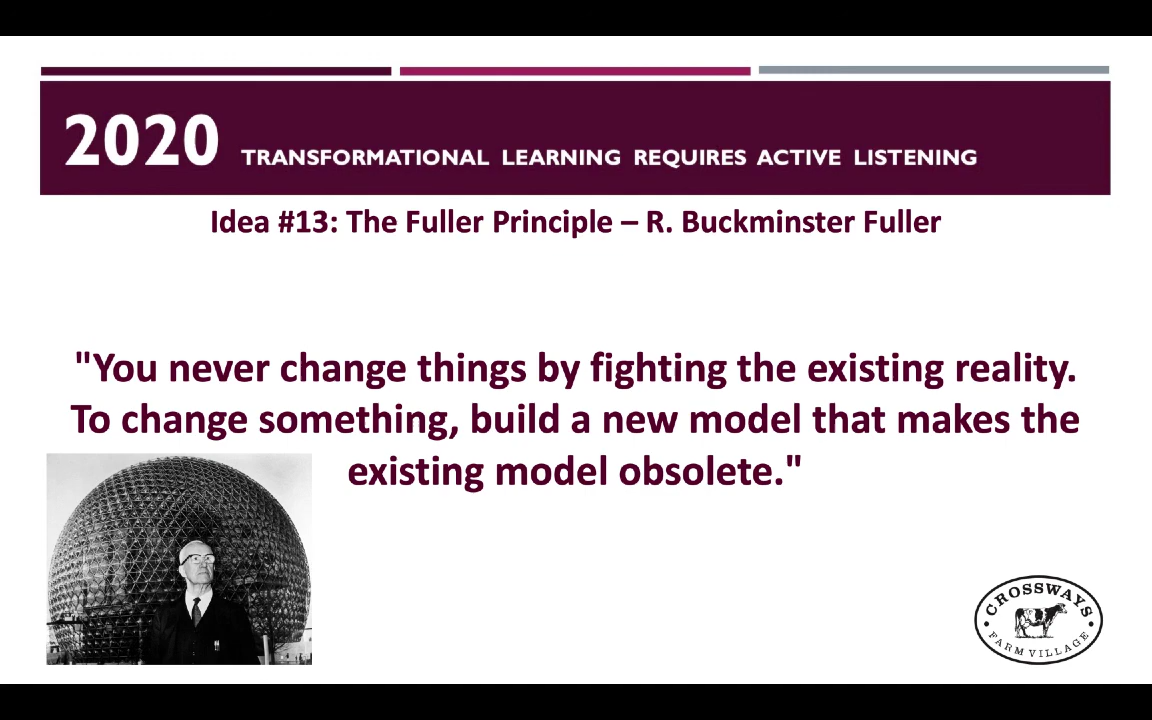 2020 TRANSFORMATIONAL LEARNING REQUIRES ACTIVE LISTENING
Idea #13: The Fuller Principle – R. Buckminster Fuller
"You never change things by fighting the existing reality.
To change something, build a new model that makes the
existing model obsolete."
CROSSWAYS
FARM VILLAGE